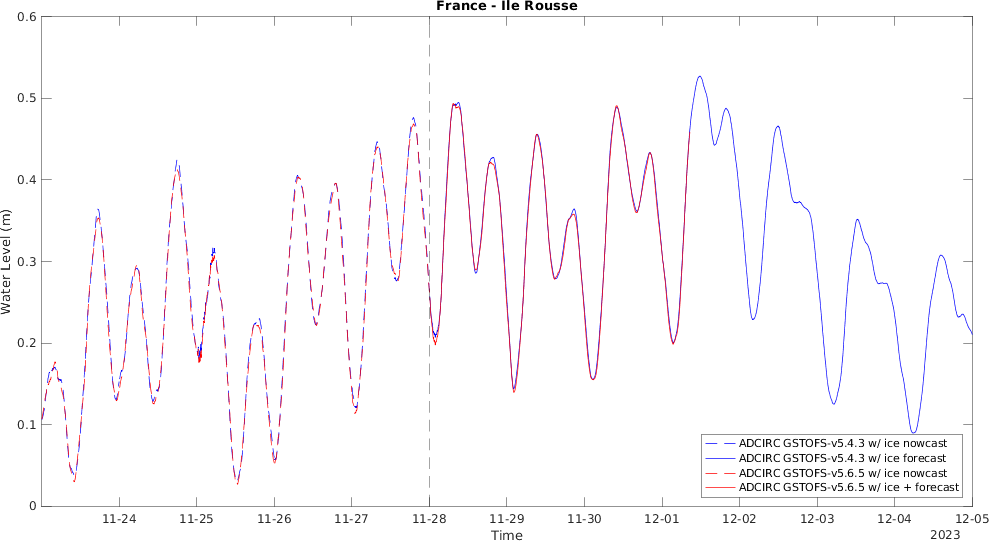 France - Ile Rousse
Water Level (m)
0.6
0.5
0.4
0.3
0.2
0.1
0
ADCIRC GSTOFS-v5.4.3 w/ ice nowcast
ADCIRC GSTOFS-v5.4.3 w/ ice forecast
ADCIRC GSTOFS-v5.6.5 w/ ice nowcast
ADCIRC GSTOFS-v5.6.5 w/ ice + forecast
11-24 11-25 11-26 11-27 11-28 11-29 11-30 12-01 12-02 12-03 12-04 12-05
Time
2023